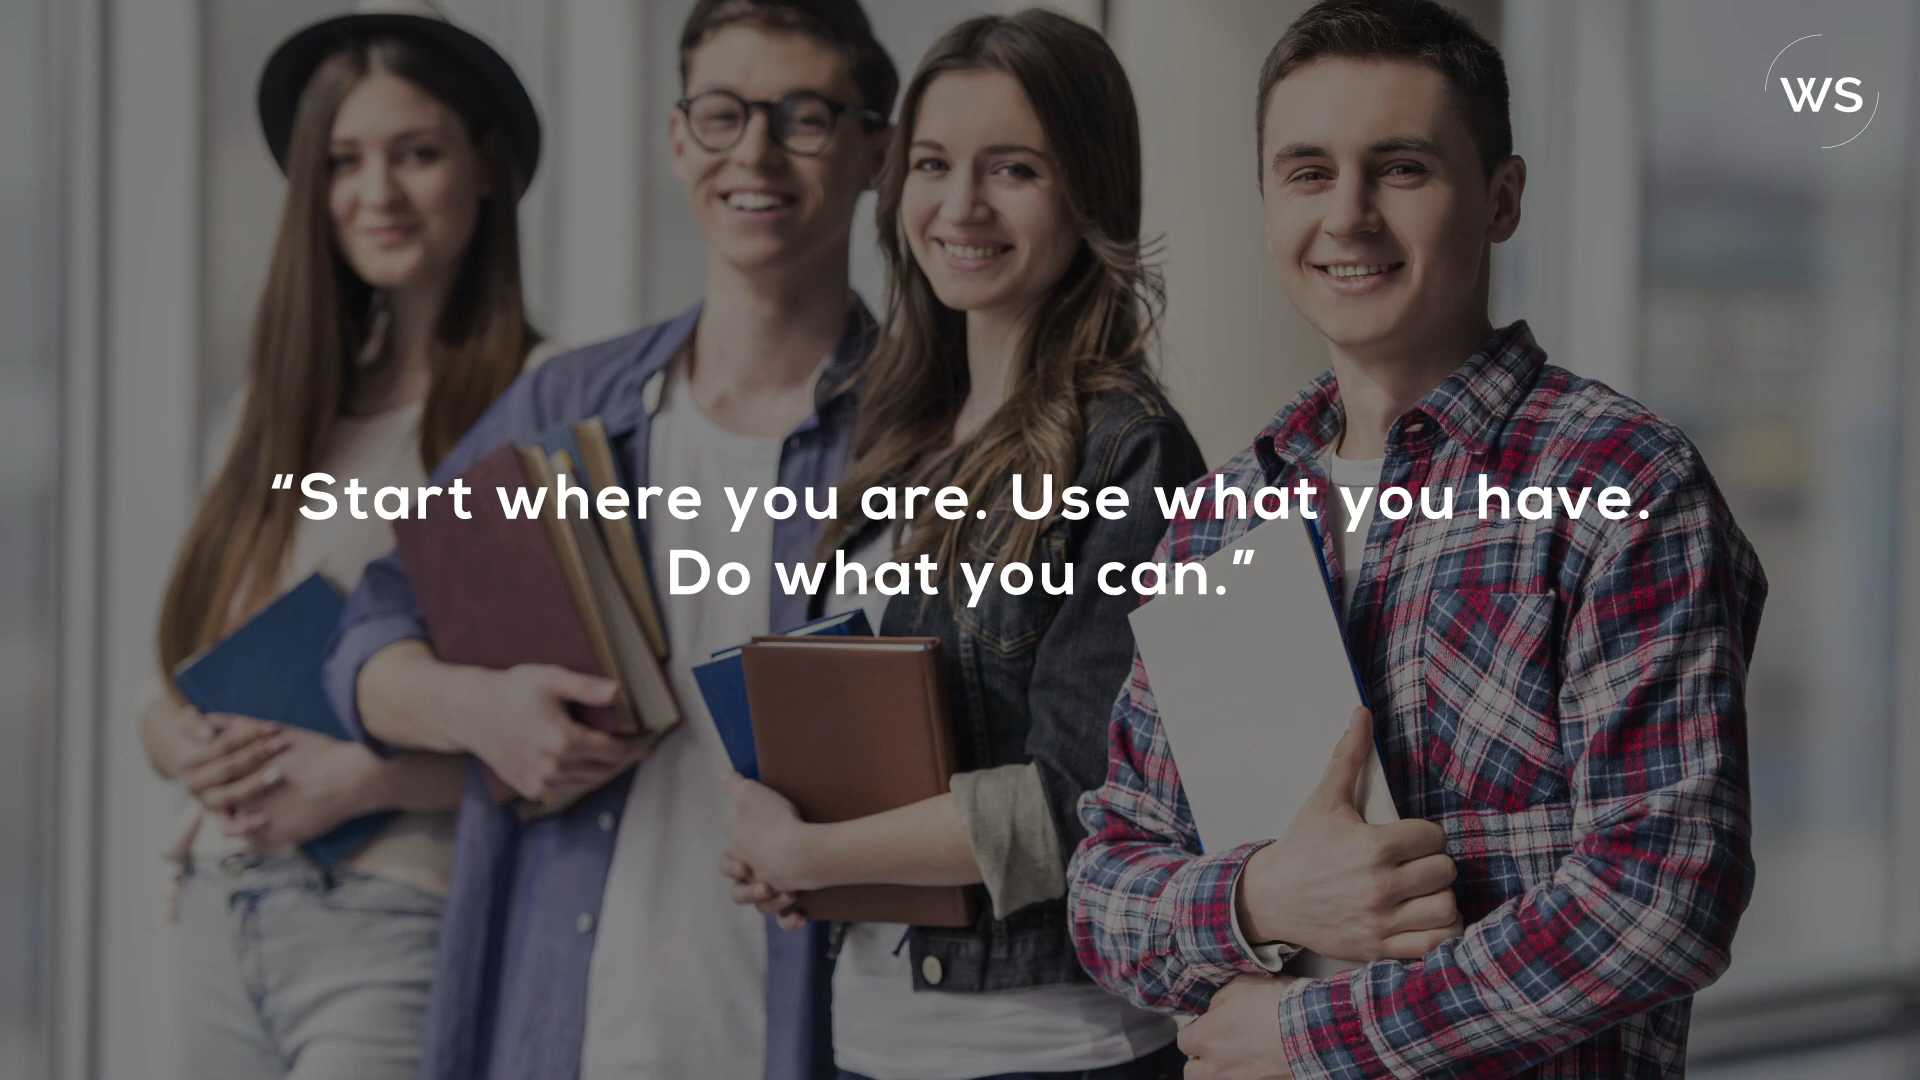 WS
“Start where you are. Use what you have.
Do what you can.”